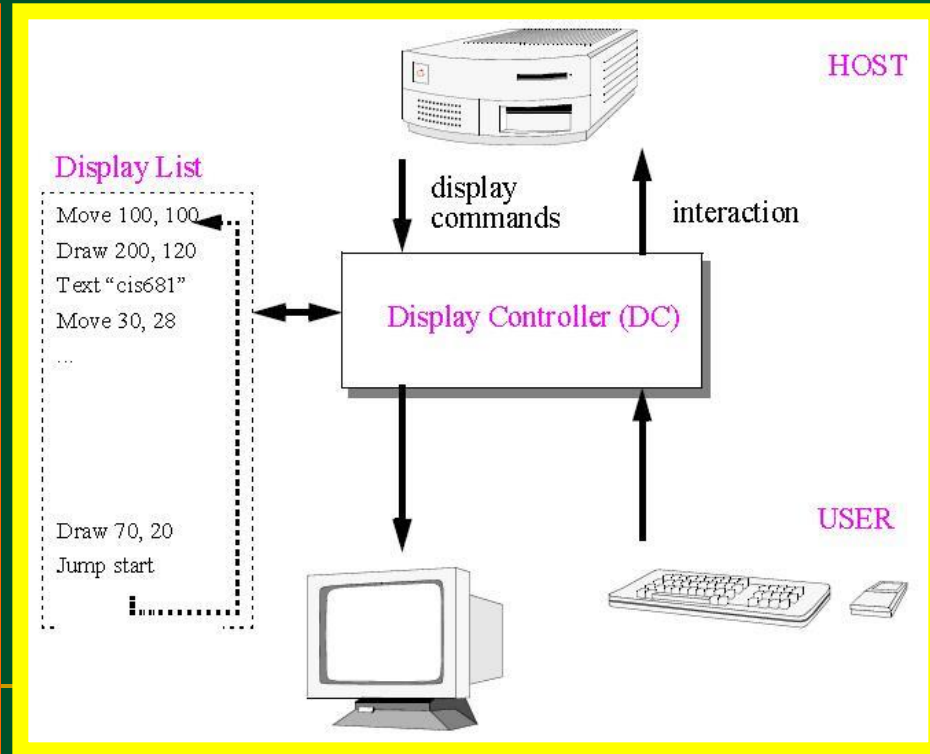 HOST
Display List
Move 100, 100
Draw 200, 120
Text “cis681”
Move 30, 28
...
Draw 70, 20
Jump start
display
commands
interaction
Display Controller (DC)
USER